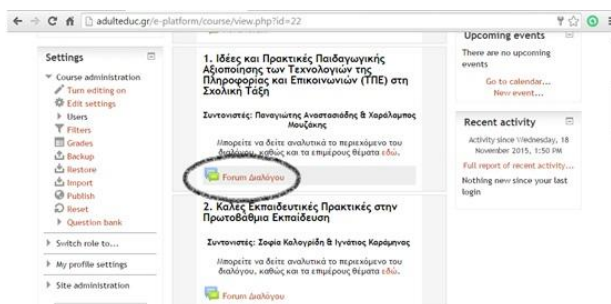 adulteduc.gr/e-platform/course/view.php?id=22
Settings
Course administration
Turn editing on
Edit settings
Users
Filters
Grades
Backup
Restore
Import
Publish
Reset
Question bank
Switch role to...
My profile settings
Site administration
1. Ιδέες και Πρακτικές Παιδαγωγικής
Αξιοποίησης των Τεχνολογιών της
Πληροφορίας και Επικοινωνιών (ΤΠΕ) στη
Σχολική Τάξη
Συντονιστές: Παναγιώτης Αναστασιάδης & Χαράλαμπος
Μουζάκης
Μπορείτε να δείτε αναλυτικά το περιεχόμενο του
διαλόγου, καθώς και τα επιμέρους θέματα εδώ.
Forum Διαλόγου
2. Καλές Εκπαιδευτικές Πρακτικές στην
Πρωτοβάθμια Εκπαίδευση
Συντονιστές: Σοφία Καλογρίδη & Ιγνάτιος Καράμηνας
Μπορείτε να δείτε αναλυτικά το περιεχόμενο του
διαλόγου, καθώς και τα επιμέρους θέματα εδώ.
Forum Διαλόγου
Upcoming events
There are no upcoming
events
Go to calendar...
New event...
Recent activity
Activity since Wednesday, 18
November 2015, 1:50 PM
Full report of recent activity...
Nothing new since your last
login